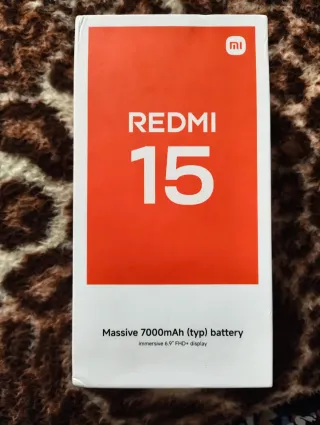 mi
REDMI
15
Massive 7000mAh (typ) battery
immersive 6.9" FHD+ display